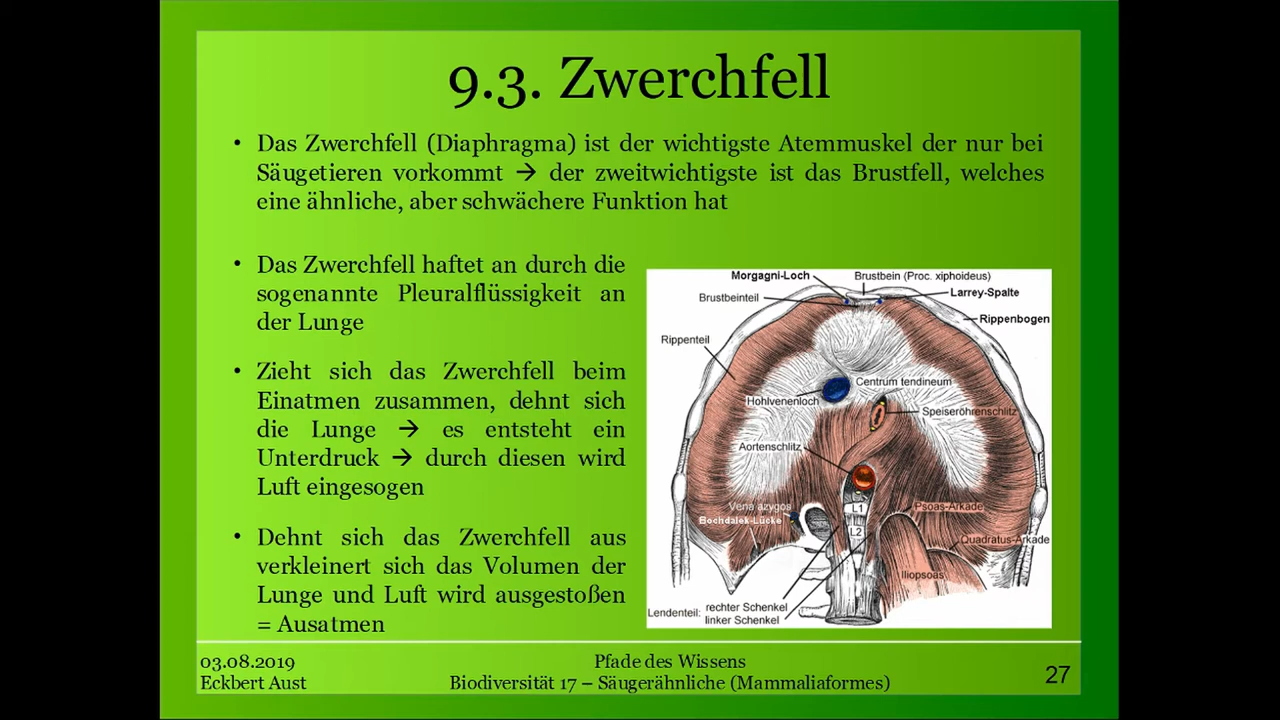 9.3. Zwerchfell
• Das Zwerchfell (Diaphragma) ist der wichtigste Atemmuskel der nur bei
Säugetieren vorkommt → der zweitwichtigste ist das Brustfell, welches
eine ähnliche, aber schwächere Funktion hat
• Das Zwerchfell haftet an durch die
sogenannte Pleuralflüssigkeit an
der Lunge
• Zieht sich das Zwerchfell beim
Einatmen zusammen, dehnt sich
die Lunge → es entsteht ein
Unterdruck → durch diesen wird
Luft eingesogen
• Dehnt sich das Zwerchfell aus
verkleinert sich das Volumen der
Lunge und Luft wird ausgestoßen
= Ausatmen
Morgagni-Loch
Brustbein (Proc. xiphoideus)
Brustbeinteil
Larrey-Spalte
Rippenbogen
Rippenteil
Centrum tendineum
Hohlvenenloch
Speiseröhrenschlitz
Aortenschlitz
Vena azygos
Bochdalek-Lücke
L1
L2
Psoas-Arkade
Quadratus-Arkade
Iliopsoas
Lendenteil: rechter Schenkel
linker Schenkel
03.08.2019
Eckbert Aust
Pfade des Wissens
Biodiversität 17 – Säugerähnliche (Mammaliaformes)
27